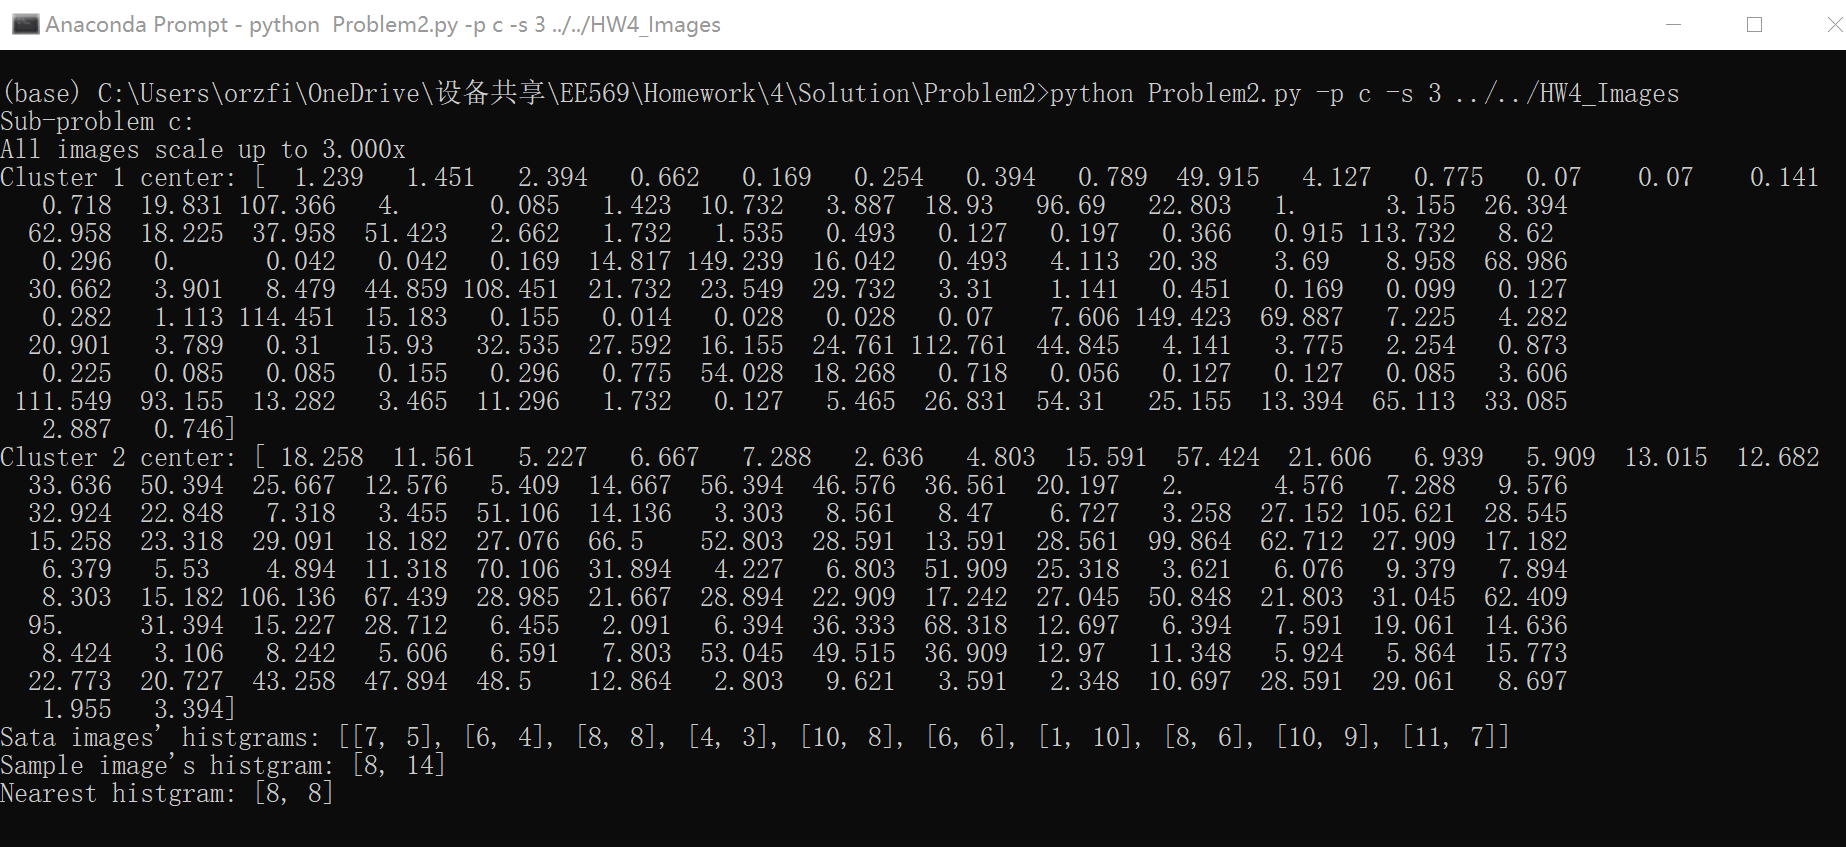 Anaconda Prompt - python  Problem2.py -p c -s 3 ../../HW4_Images
(base) C:\Users\orzfi\OneDrive\设备共享\EE569\Homework\4\Solution\Problem2>python Problem2.py -p c -s 3 ../../HW4_Images
Sub-problem c:
All images scale up to 3.000x
Cluster 1 center: [  1.239   1.451   2.394   0.662   0.169   0.254   0.394   0.789  49.915   4.127   0.775   0.07    0.07    0.141
   0.718  19.831 107.366   4.      0.085   1.423  10.732   3.887  18.93   96.69   22.803   1.      3.155  26.394
  62.958  18.225  37.958  51.423   2.662   1.732   1.535   0.493   0.127   0.197   0.366   0.915 113.732   8.62
   0.296   0.      0.042   0.042   0.169  14.817 149.239  16.042   0.493   4.113  20.38    3.69    8.958  68.986
  30.662   3.901   8.479  44.859 108.451  21.732  23.549  29.732   3.31    1.141   0.451   0.169   0.099   0.127
   0.282   1.113 114.451  15.183   0.155   0.014   0.028   0.028   0.07    7.606 149.423  69.887   7.225   4.282
  20.901   3.789   0.31   15.93   32.535  27.592  16.155  24.761 112.761  44.845   4.141   3.775   2.254   0.873
   0.225   0.085   0.085   0.155   0.296   0.775  54.028  18.268   0.718   0.056   0.127   0.127   0.085   3.606
 111.549  93.155  13.282   3.465  11.296   1.732   0.127   5.465  26.831  54.31   25.155  13.394  65.113  33.085
   2.887   0.746]
Cluster 2 center: [ 18.258  11.561   5.227   6.667   7.288   2.636   4.803  15.591  57.424  21.606   6.939   5.909  13.015  12.682
  33.636  50.394  25.667  12.576   5.409  14.667  56.394  46.576  36.561  20.197   2.      4.576   7.288   9.576
  32.924  22.848   7.318   3.455  51.106  14.136   3.303   8.561   8.47    6.727   3.258  27.152 105.621  28.545
  15.258  23.318  29.091  18.182  27.076  66.5    52.803  28.591  13.591  28.561  99.864  62.712  27.909  17.182
   6.379   5.53    4.894  11.318  70.106  31.894   4.227   6.803  51.909  25.318   3.621   6.076   9.379   7.894
   8.303  15.182 106.136  67.439  28.985  21.667  28.894  22.909  17.242  27.045  50.848  21.803  31.045  62.409
  95.     31.394  15.227  28.712   6.455   2.091   6.394  36.333  68.318  12.697   6.394   7.591  19.061  14.636
   8.424   3.106   8.242   5.606   6.591   7.803  53.045  49.515  36.909  12.97   11.348   5.924   5.864  15.773
  22.773  20.727  43.258  47.894  48.5    12.864   2.803   9.621   3.591   2.348  10.697  28.591  29.061   8.697
   1.955   3.394]
Sata images' histgrams: [[7, 5], [6, 4], [8, 8], [4, 3], [10, 8], [6, 6], [1, 10], [8, 6], [10, 9], [11, 7]]
Sample image's histgram: [8, 14]
Nearest histgram: [8, 8]